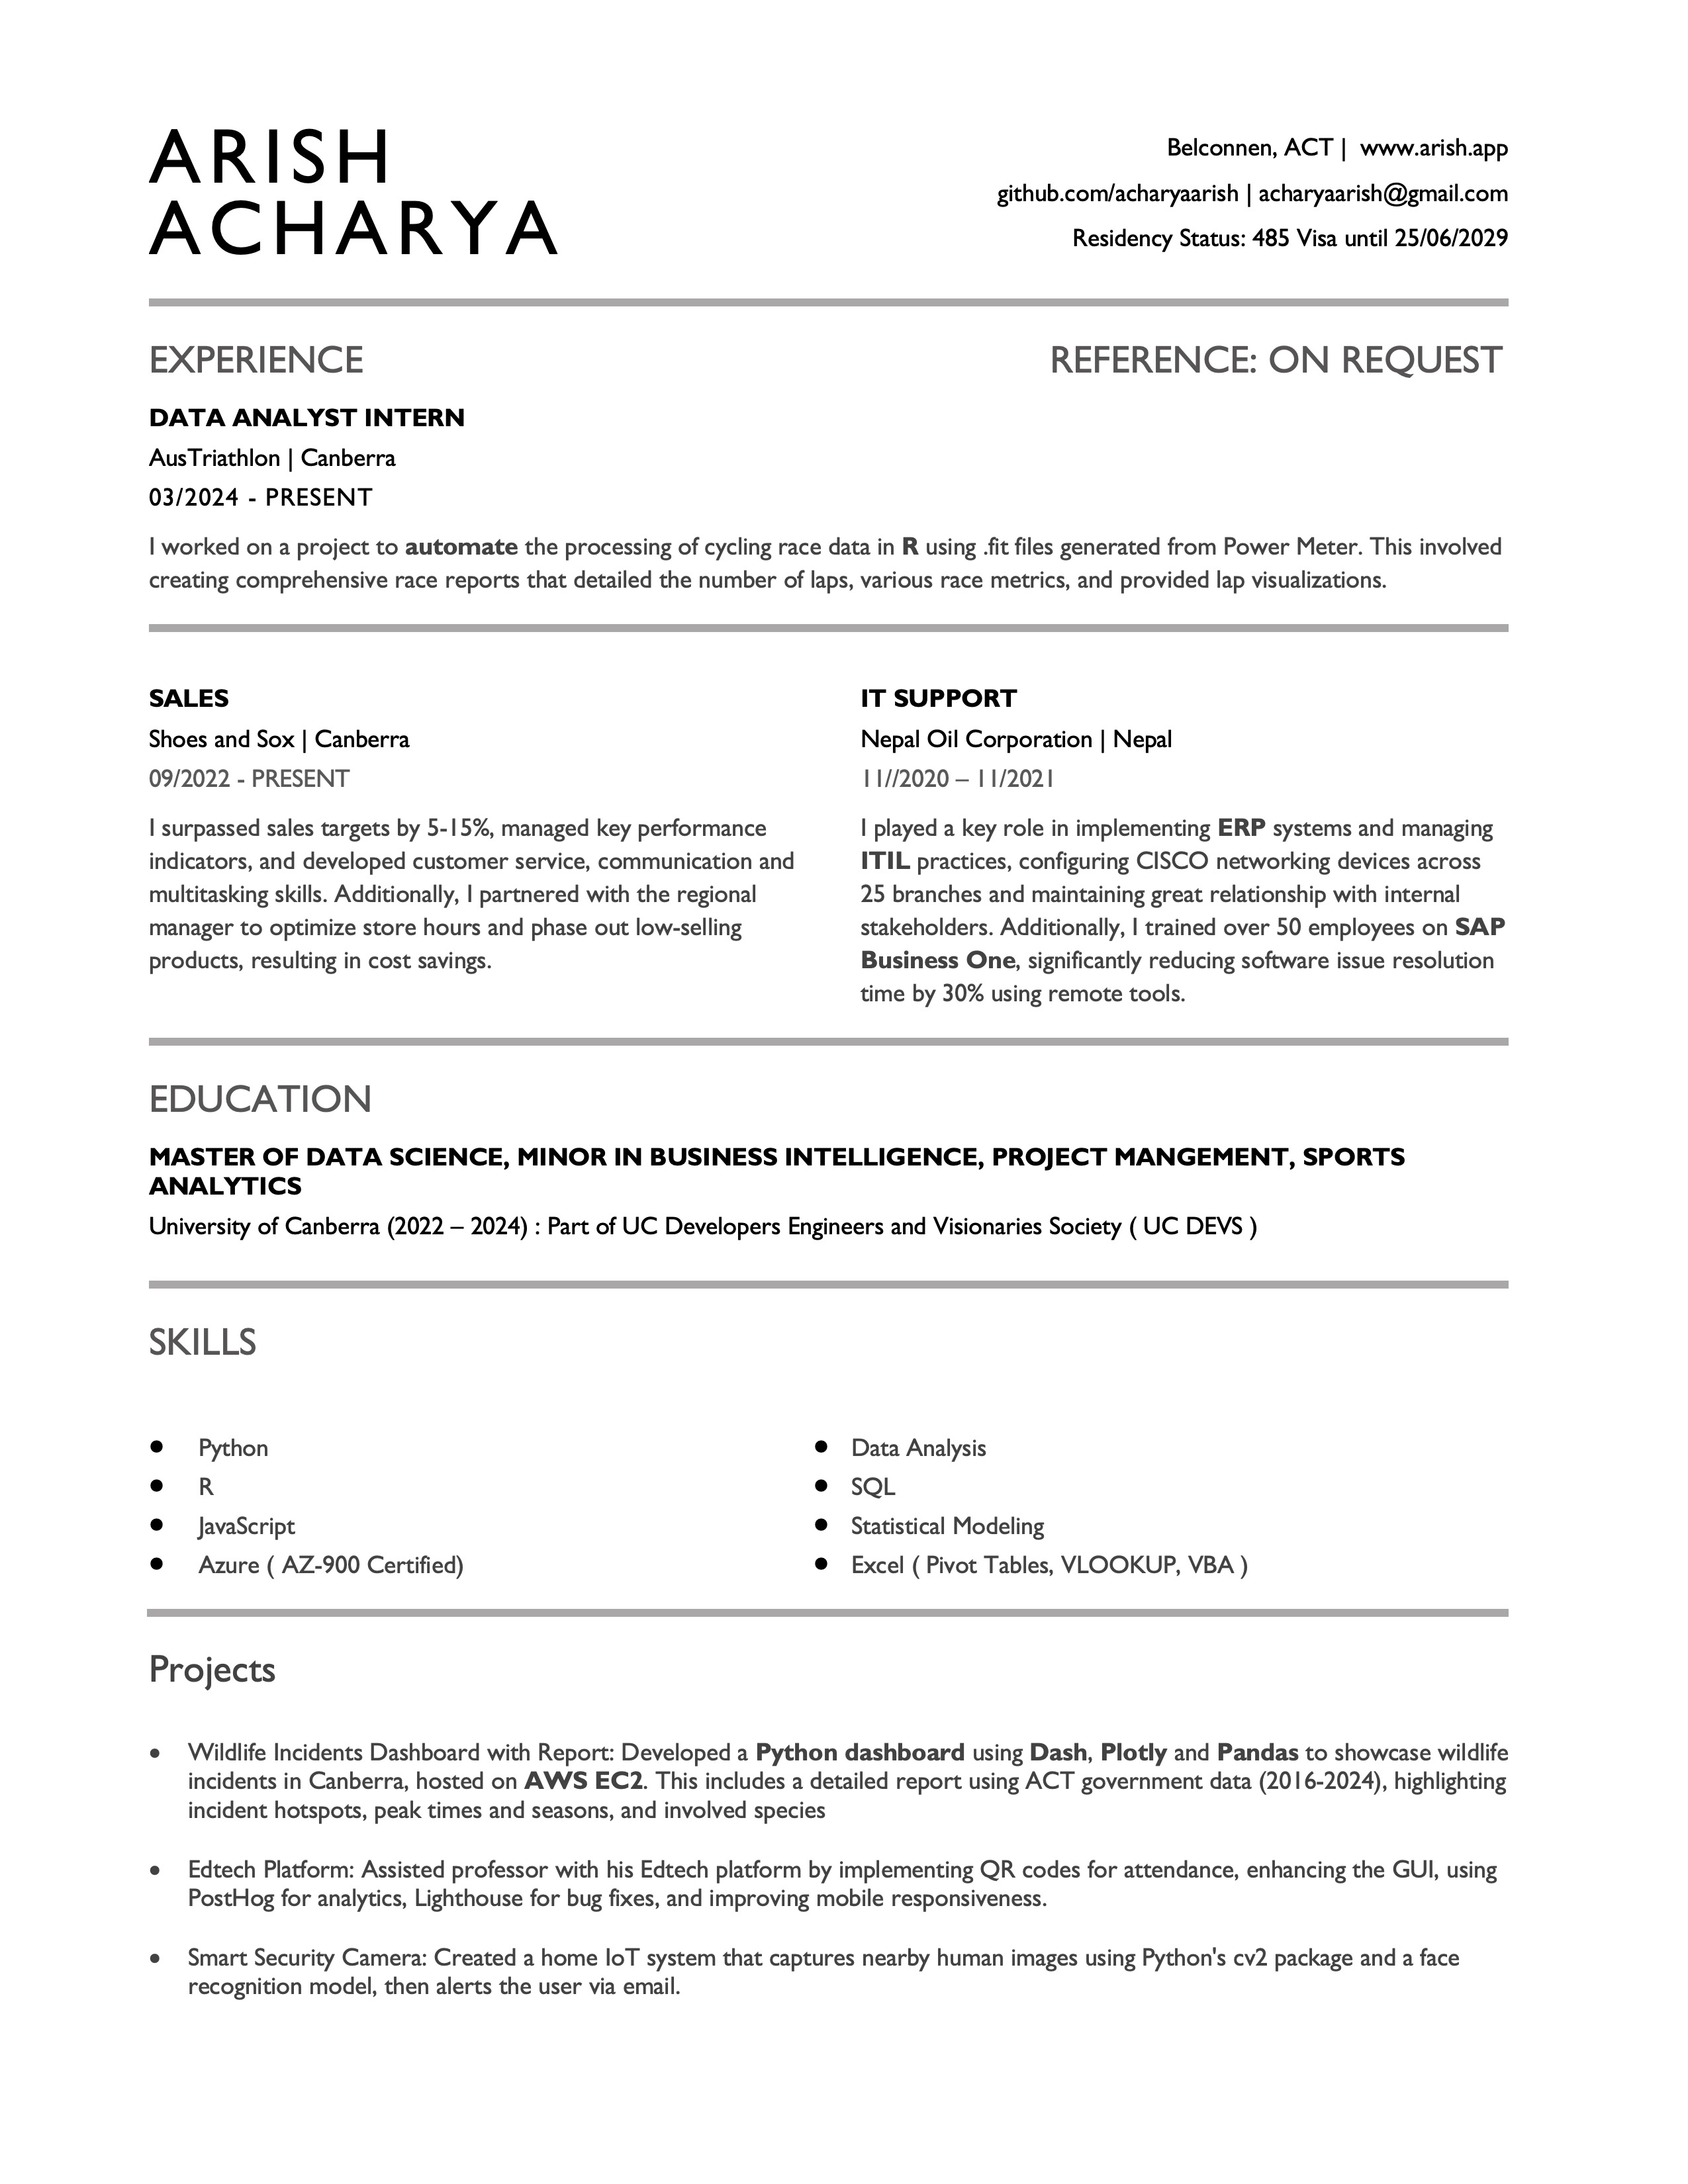 ARISH
ACHARYA
Belconnen, ACT | www.arish.app
github.com/acharyaarish | acharyaarish@gmail.com
Residency Status: 485 Visa until 25/06/2029
EXPERIENCE
REFERENCE: ON REQUEST
DATA ANALYST INTERN
AusTriathlon | Canberra
03/2024 - PRESENT
I worked on a project to automate the processing of cycling race data in R using .fit files generated from Power Meter. This involved
creating comprehensive race reports that detailed the number of laps, various race metrics, and provided lap visualizations.
SALES
Shoes and Sox | Canberra
09/2022 - PRESENT
I surpassed sales targets by 5-15%, managed key performance
indicators, and developed customer service, communication and
multitasking skills. Additionally, I partnered with the regional
manager to optimize store hours and phase out low-selling
products, resulting in cost savings.
IT SUPPORT
Nepal Oil Corporation | Nepal
11//2020 – 11/2021
I played a key role in implementing ERP systems and managing
ITIL practices, configuring CISCO networking devices across
25 branches and maintaining great relationship with internal
stakeholders. Additionally, I trained over 50 employees on SAP
Business One, significantly reducing software issue resolution
time by 30% using remote tools.
EDUCATION
MASTER OF DATA SCIENCE, MINOR IN BUSINESS INTELLIGENCE, PROJECT MANGEMENT, SPORTS
ANALYTICS
University of Canberra (2022 – 2024) : Part of UC Developers Engineers and Visionaries Society ( UC DEVS )
SKILLS
● Python
● R
● JavaScript
● Azure ( AZ-900 Certified)
● Data Analysis
● SQL
● Statistical Modeling
● Excel ( Pivot Tables, VLOOKUP, VBA )
Projects
• Wildlife Incidents Dashboard with Report: Developed a Python dashboard using Dash, Plotly and Pandas to showcase wildlife
incidents in Canberra, hosted on AWS EC2. This includes a detailed report using ACT government data (2016-2024), highlighting
incident hotspots, peak times and seasons, and involved species
• Edtech Platform: Assisted professor with his Edtech platform by implementing QR codes for attendance, enhancing the GUI, using
PostHog for analytics, Lighthouse for bug fixes, and improving mobile responsiveness.
• Smart Security Camera: Created a home IoT system that captures nearby human images using Python's cv2 package and a face
recognition model, then alerts the user via email.